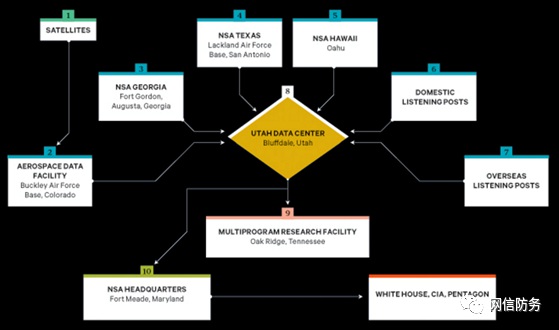 1
SATELLITES
4
NSA TEXAS
Lackland Air Force
Base, San Antonio
5
NSA HAWAII
Oahu
3
NSA GEORGIA
Fort Gordon,
Augusta, Georgia
6
DOMESTIC
LISTENING POSTS
8
UTAH DATA CENTER
Bluffdale, Utah
2
AEROSPACE DATA
FACILITY
Buckley Air Force
Base, Colorado
7
OVERSEAS
LISTENING POSTS
9
MULTIPROGRAM RESEARCH FACILITY
Oak Ridge, Tennessee
10
NSA HEADQUARTERS
Fort Meade, Maryland
WHITE HOUSE, CIA, PENTAGON
网信防务